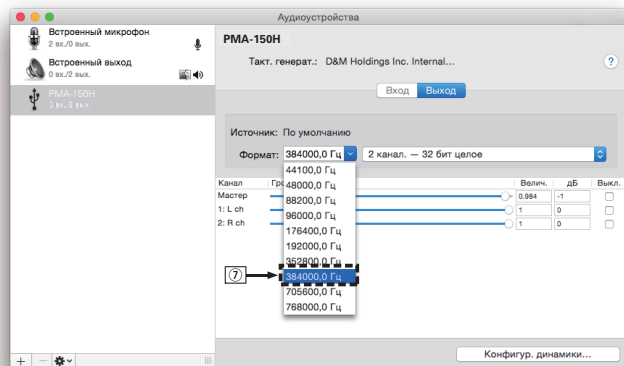 Аудиоустройства
Встроенный микрофон
2 вх./0 вых.
Встроенный выход
0 вх./2 вых.
PMA-150H
0 вх./2 вых.
PMA-150H
Такт. генерат.: D&M Holdings Inc. Internal...
?
Вход Выход
Источник: По умолчанию
Формат: 384000,0 Гц 2 канал. — 32 бит целое
44100,0 Гц
48000,0 Гц
88200,0 Гц
96000,0 Гц
176400,0 Гц
192000,0 Гц
352800,0 Гц
⑦ 384000,0 Гц
705600,0 Гц
768000,0 Гц
Канал Гро Велич. дБ Выкл.
Мастер 0.984 -1
1: L ch 1 0
2: R ch 1 0
Конфигур. динамики...